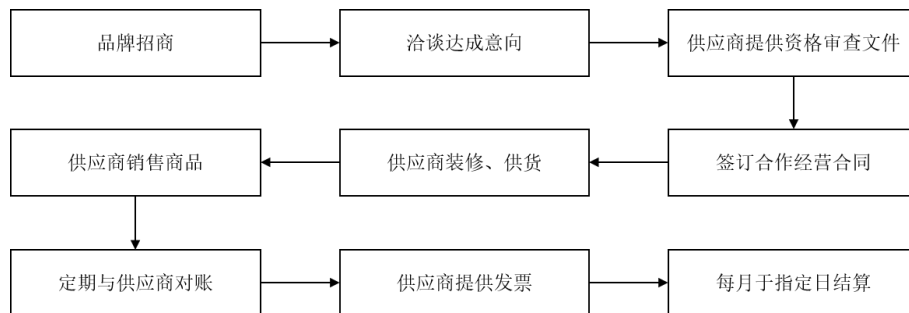 品牌招商
洽谈达成意向
供应商提供资格审查文件
签订合作经营合同
供应商装修、供货
供应商销售商品
定期与供应商对账
供应商提供发票
每月于指定日结算